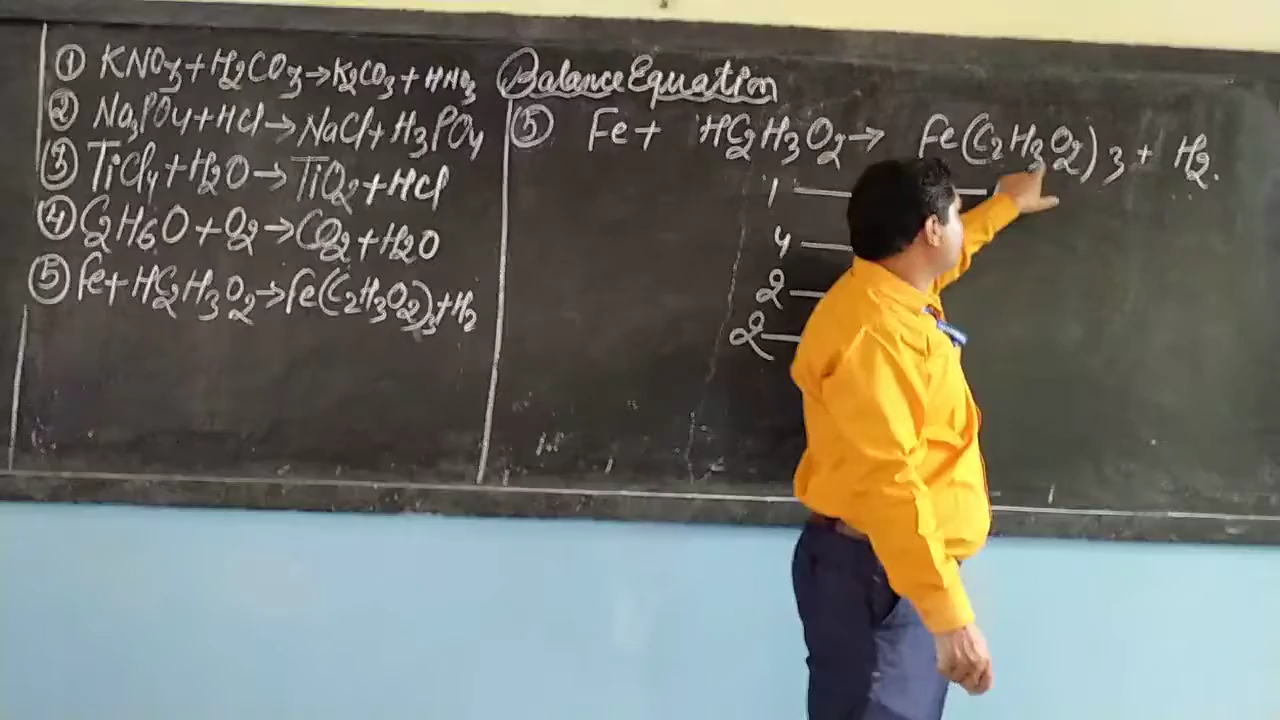 ① KNO3+H2CO3→K2CO3+HNO3
② Na3PO4+HCl→NaCl+H3PO4
③ TiCl4+H2O→TiO2+HCl
④ C2H6O+O2→CO2+H2O
⑤ Fe+HC2H3O2→Fe(C2H3O2)3+H2
Balance Equation
⑤ Fe+ HC2H3O2→ Fe(C2H3O2)3+ H2.
1 —
4 —
2 —
2 —